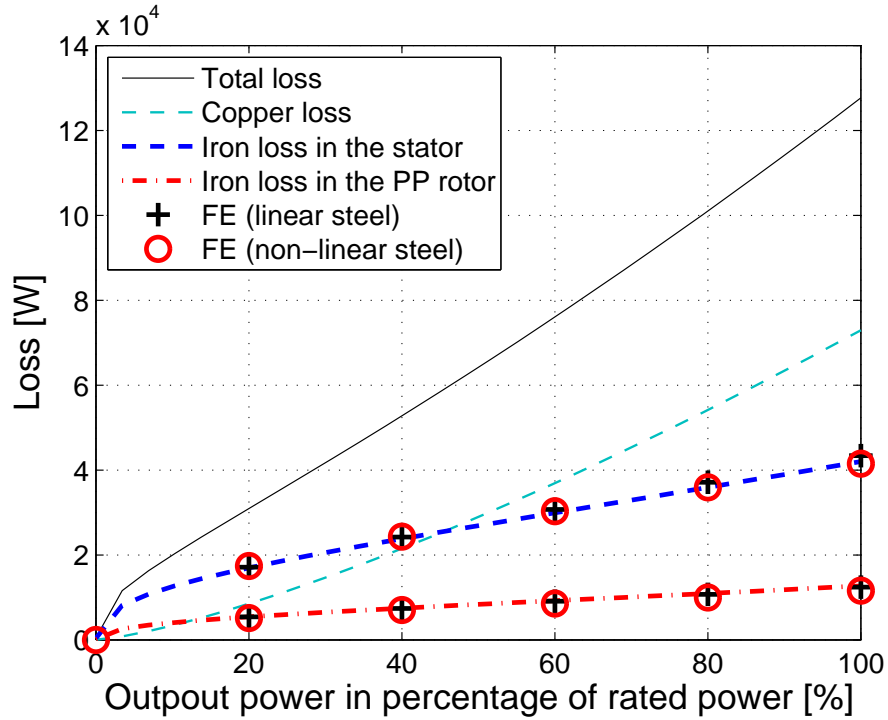 x 10^4
14
12
10
8
6
4
2
0
Loss [W]
Total loss
Copper loss
Iron loss in the stator
Iron loss in the PP rotor
FE (linear steel)
FE (non−linear steel)
0 20 40 60 80 100
Outpout power in percentage of rated power [%]